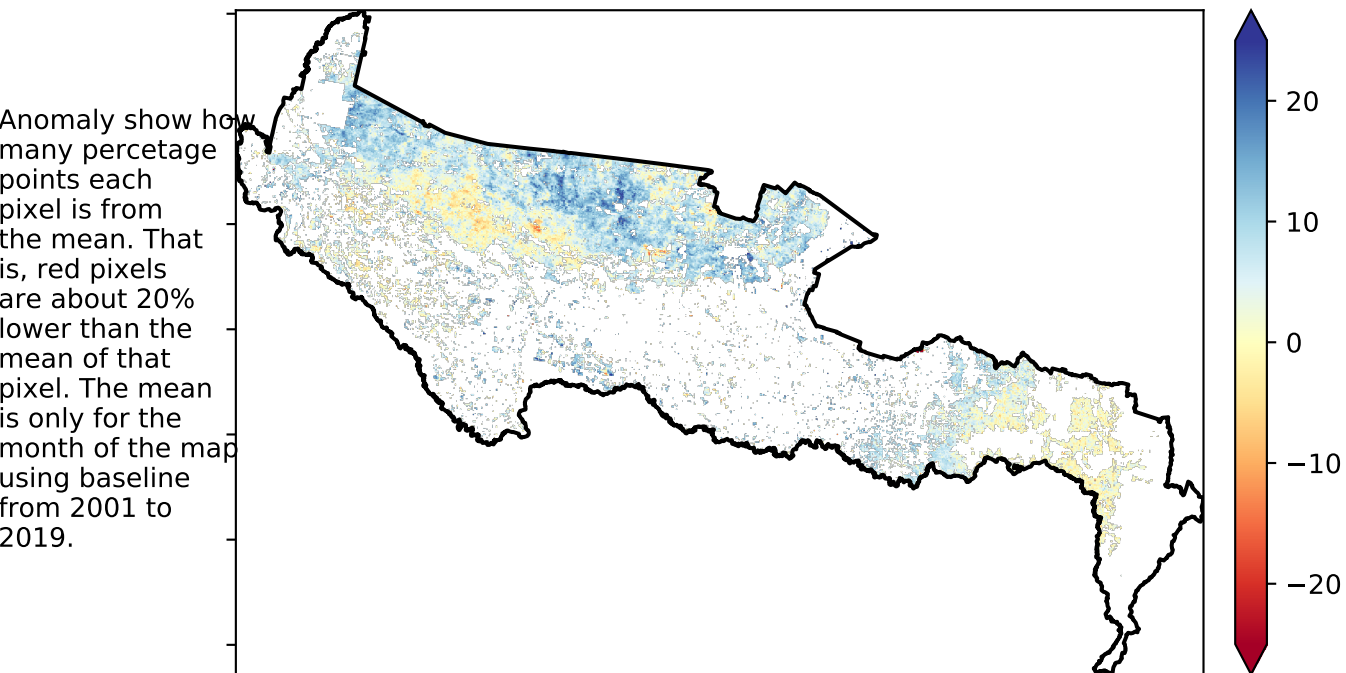 Anomaly show how
many percetage
points each
pixel is from
the mean. That
is, red pixels
are about 20%
lower than the
mean of that
pixel. The mean
is only for the
month of the map
using baseline
from 2001 to
2019.
20
10
0
−10
−20